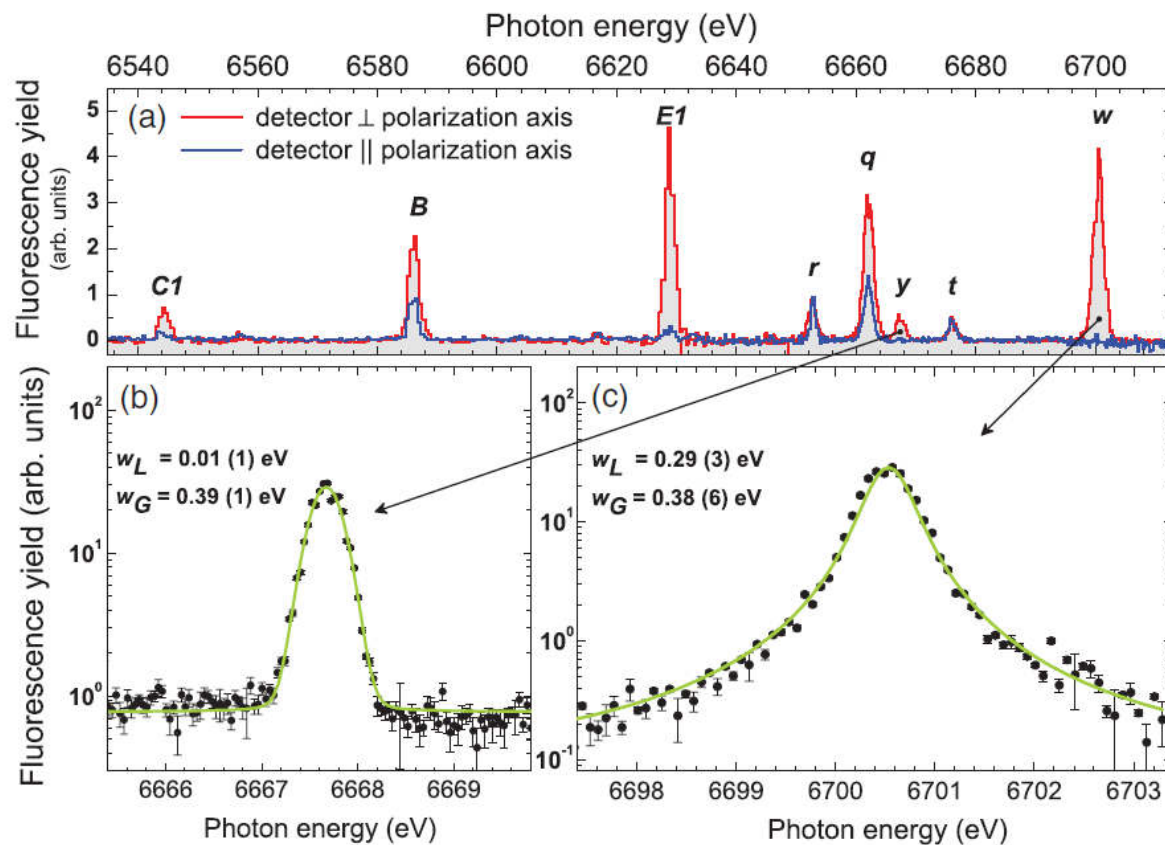 Photon energy (eV)
6540 6560 6580 6600 6620 6640 6660 6680 6700
Fluorescence yield
(arb. units)
5
4
3
2
1
0
(a)
detector ⊥ polarization axis
detector || polarization axis
C1
B
E1
r
q
y
t
w
Fluorescence yield (arb. units)
(b)
10²
10¹
10⁰
w_L = 0.01 (1) eV
w_G = 0.39 (1) eV
6666 6667 6668 6669
Photon energy (eV)
(c)
10²
10¹
10⁰
10⁻¹
w_L = 0.29 (3) eV
w_G = 0.38 (6) eV
6698 6699 6700 6701 6702 6703
Photon energy (eV)